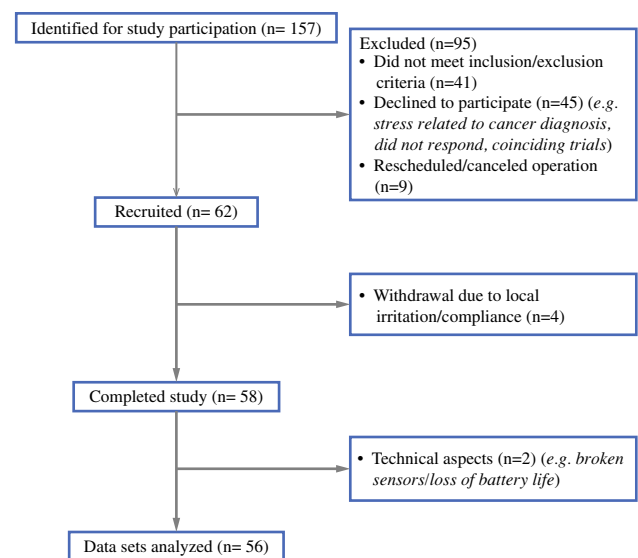 Identified for study participation (n= 157)
Excluded (n=95)
• Did not meet inclusion/exclusion
criteria (n=41)
• Declined to participate (n=45) (e.g.
stress related to cancer diagnosis,
did not respond, coinciding trials)
• Rescheduled/canceled operation
(n=9)
Recruited (n= 62)
• Withdrawal due to local
irritation/compliance (n=4)
Completed study (n= 58)
• Technical aspects (n=2) (e.g. broken
sensors/loss of battery life)
Data sets analyzed (n= 56)